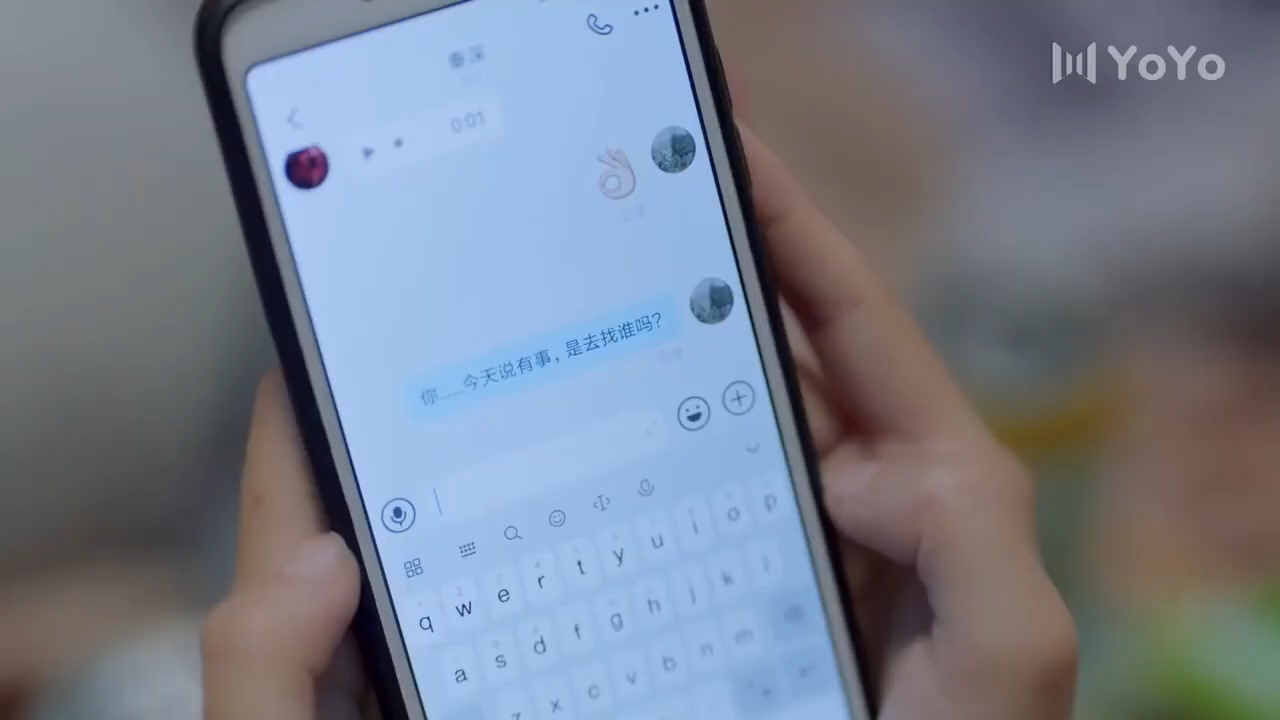 YoYo
0:01
你……今天说有事，是去找谁吗？
q w e r t y u i o p
a s d f g h j k l
z x c v b n m